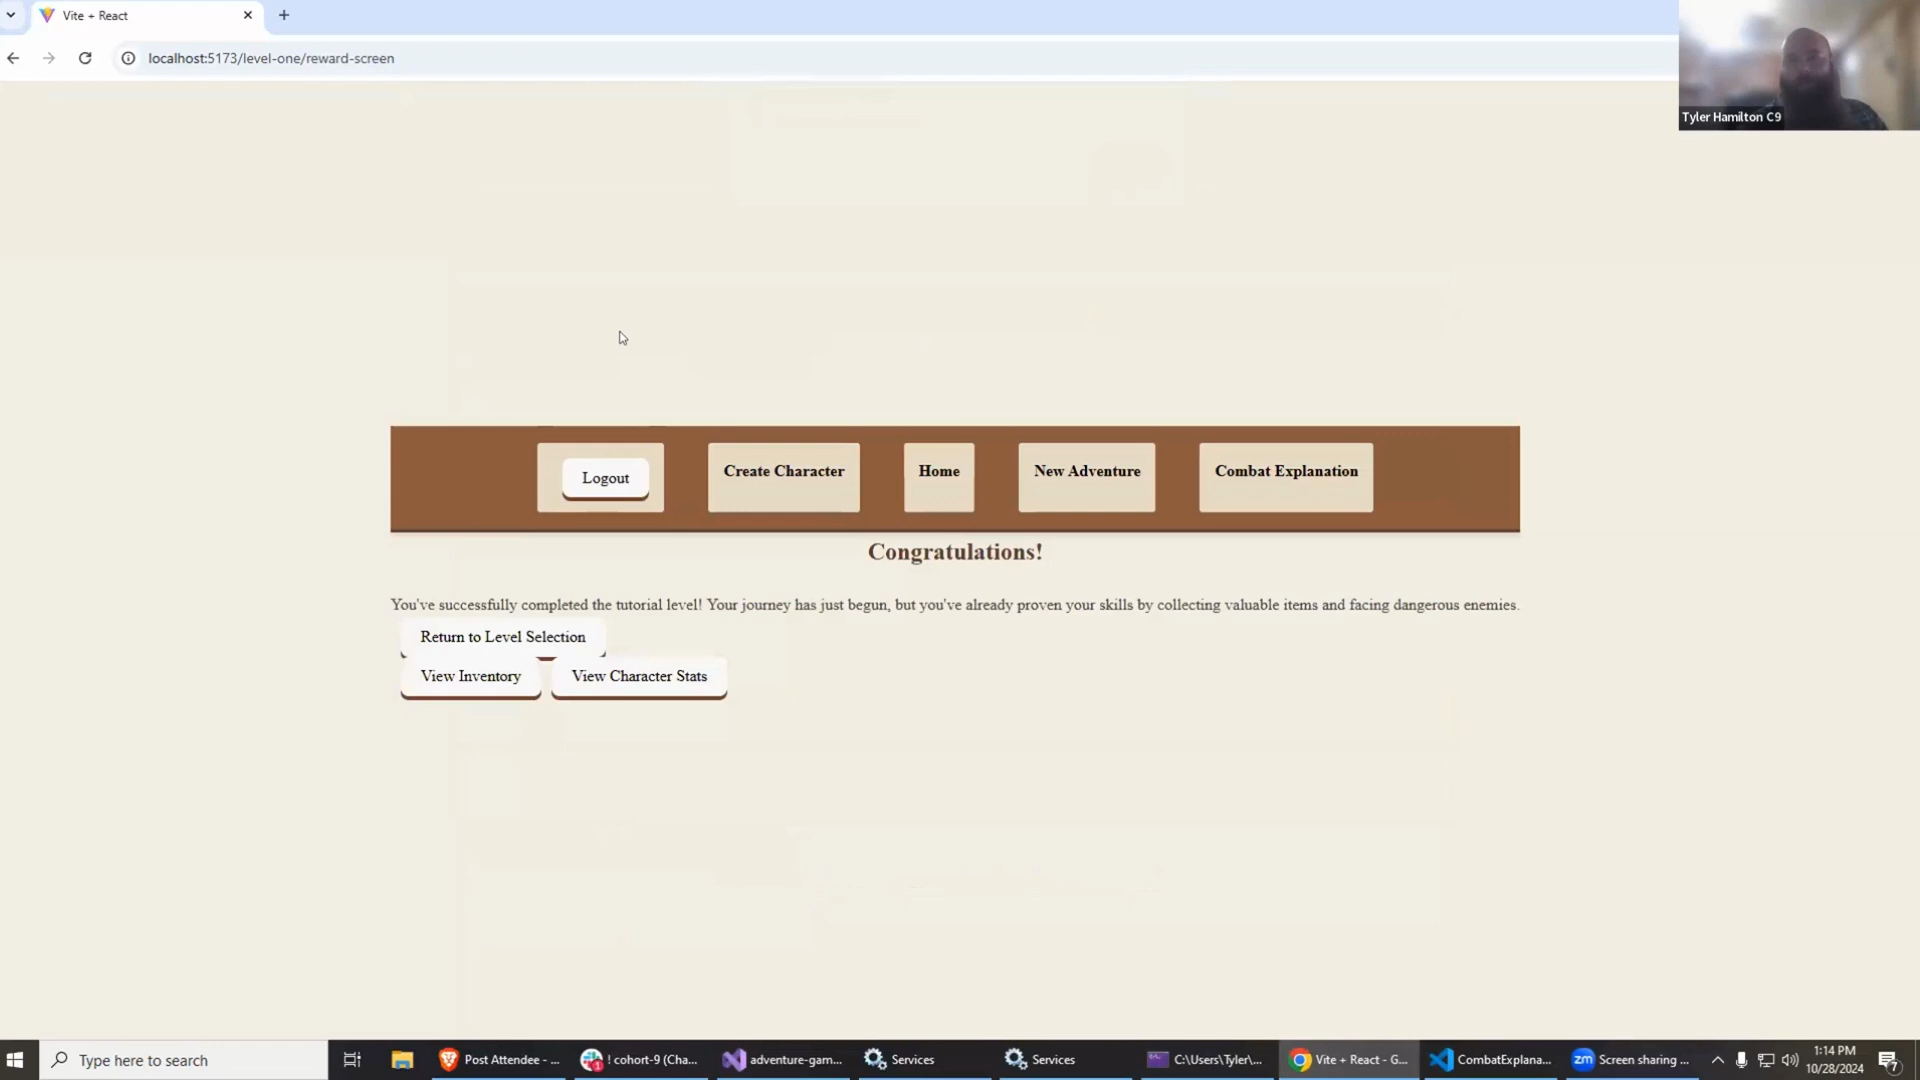 Vite + React
localhost:5173/level-one/reward-screen
Tyler Hamilton C9
Logout
Create Character
Home
New Adventure
Combat Explanation
Congratulations!
You've successfully completed the tutorial level! Your journey has just begun, but you've already proven your skills by collecting valuable items and facing dangerous enemies.
Return to Level Selection
View Inventory
View Character Stats
Type here to search
Post Attendee - ...
! cohort-9 (Cha...
adventure-gam...
Services
Services
C:\Users\Tyler\...
Vite + React - G...
CombatExplana...
zm
Screen sharing ...
1:14 PM
10/28/2024
7